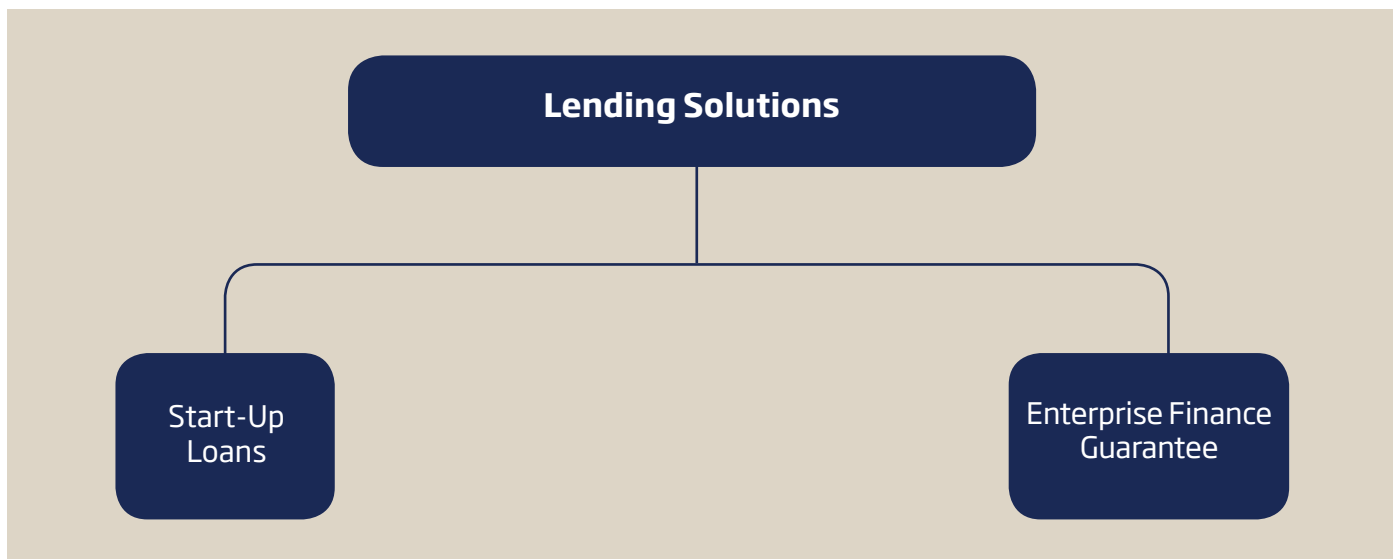 Lending Solutions
Start-Up
Loans
Enterprise Finance
Guarantee